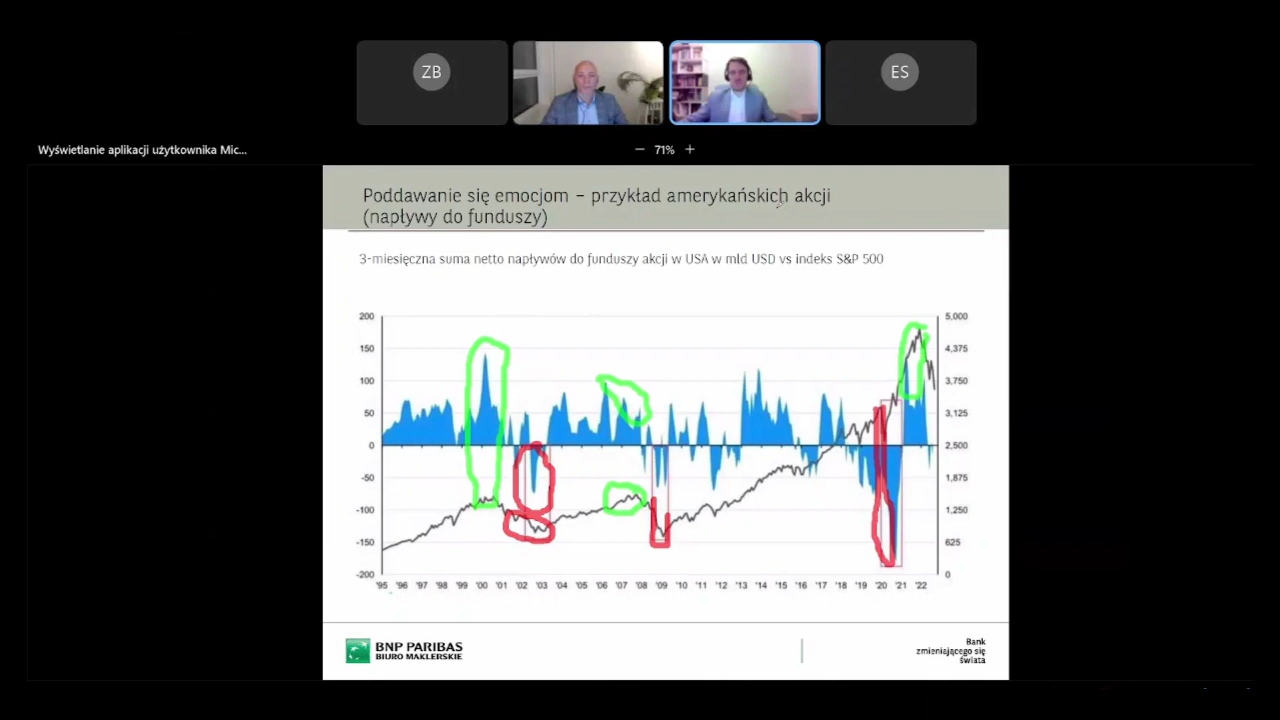 ZB
ES
Wyświetlanie aplikacji użytkownika Mic...
71%
Poddawanie się emocjom – przykład amerykańskich akcji
(napływy do funduszy)
3-miesięczna suma netto napływów do funduszy akcji w USA w mld USD vs indeks S&P 500
200
150
100
50
0
-50
-100
-150
-200
5,000
4,375
3,750
3,125
2,500
1,875
1,250
625
0
'95 '96 '97 '98 '99 '00 '01 '02 '03 '04 '05 '06 '07 '08 '09 '10 '11 '12 '13 '14 '15 '16 '17 '18 '19 '20 '21 '22
BNP PARIBAS
BIURO MAKLERSKIE
Bank
zmieniającego się
świata